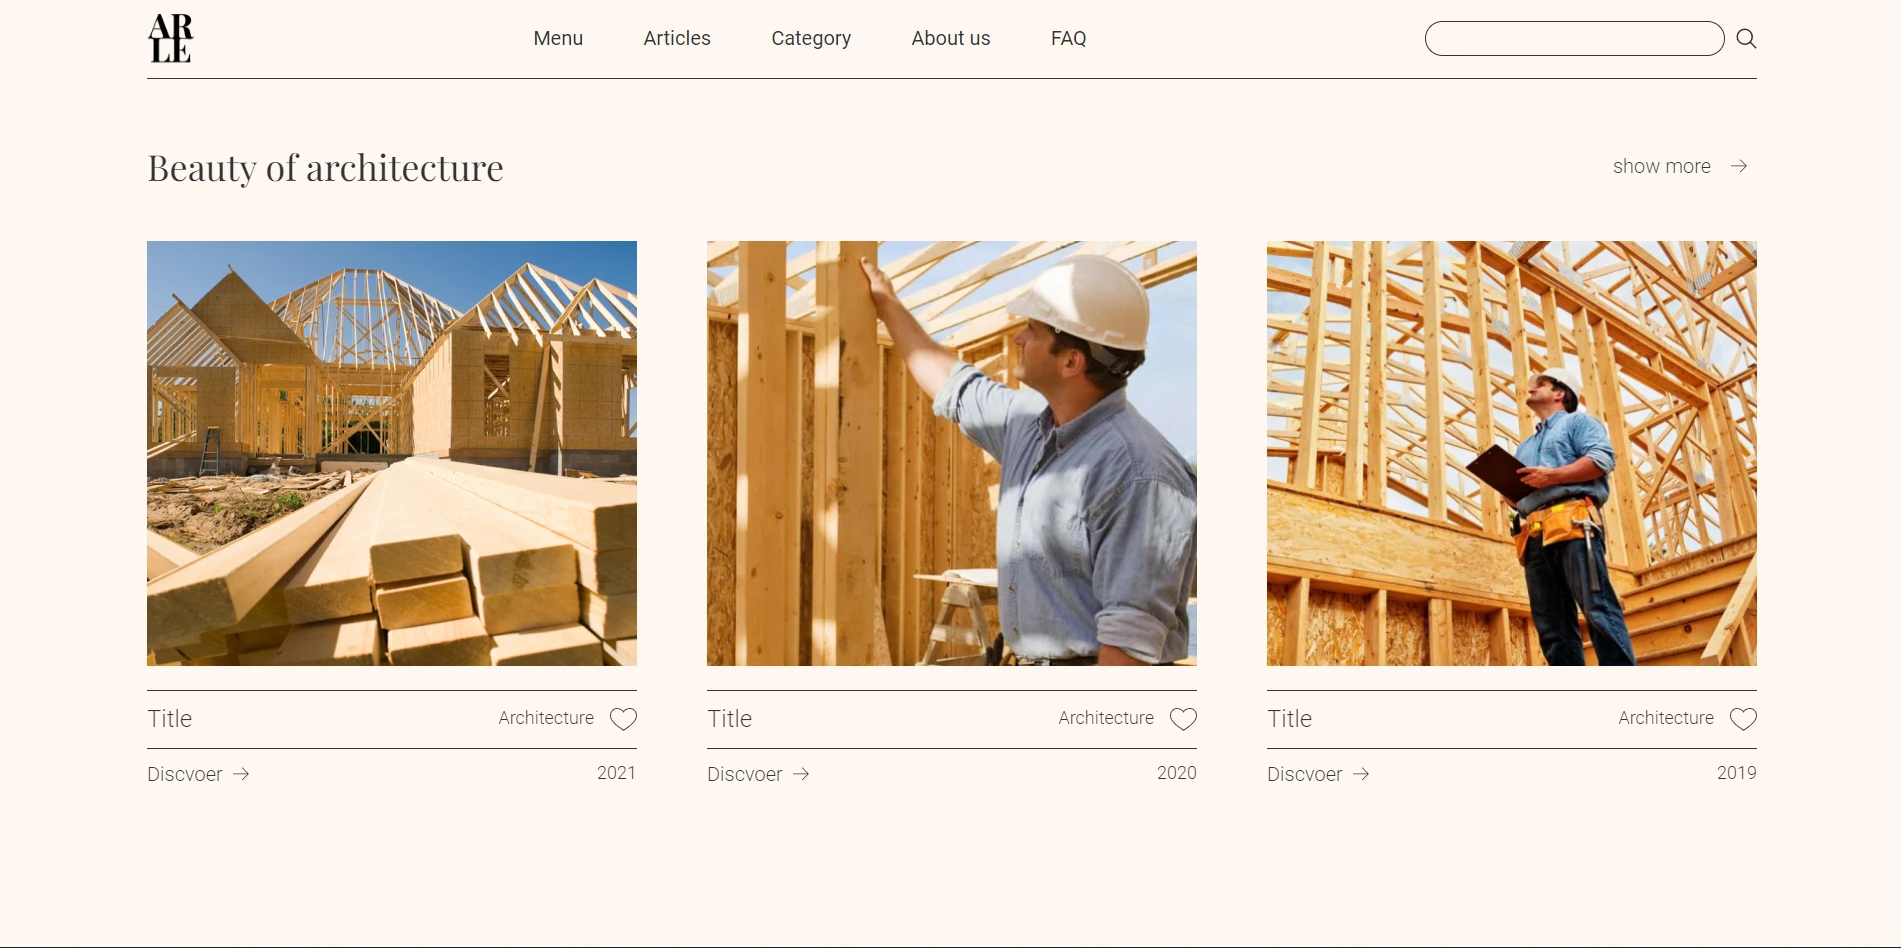 AR
LE
Menu Articles Category About us FAQ
Beauty of architecture
show more
Title Architecture
Discvoer 2021
Title Architecture
Discvoer 2020
Title Architecture
Discvoer 2019